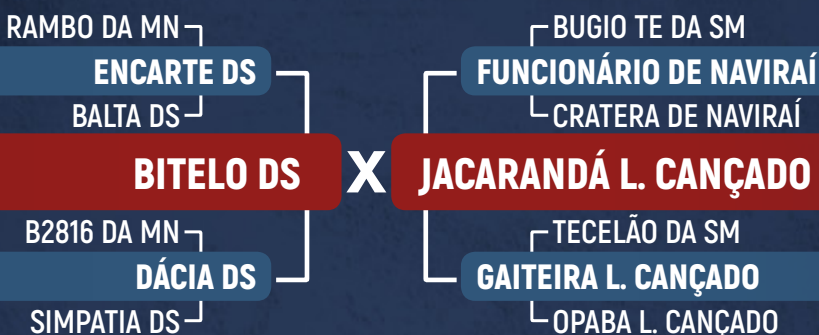 RAMBO DA MN
ENCARTE DS
BALTA DS
BITELO DS
B2816 DA MN
DÁCIA DS
SIMPATIA DS
X
BUGIO TE DA SM
FUNCIONÁRIO DE NAVIRAÍ
CRATERA DE NAVIRAÍ
JACARANDÁ L. CANÇADO
TECELÃO DA SM
GAITEIRA L. CANÇADO
OPABA L. CANÇADO